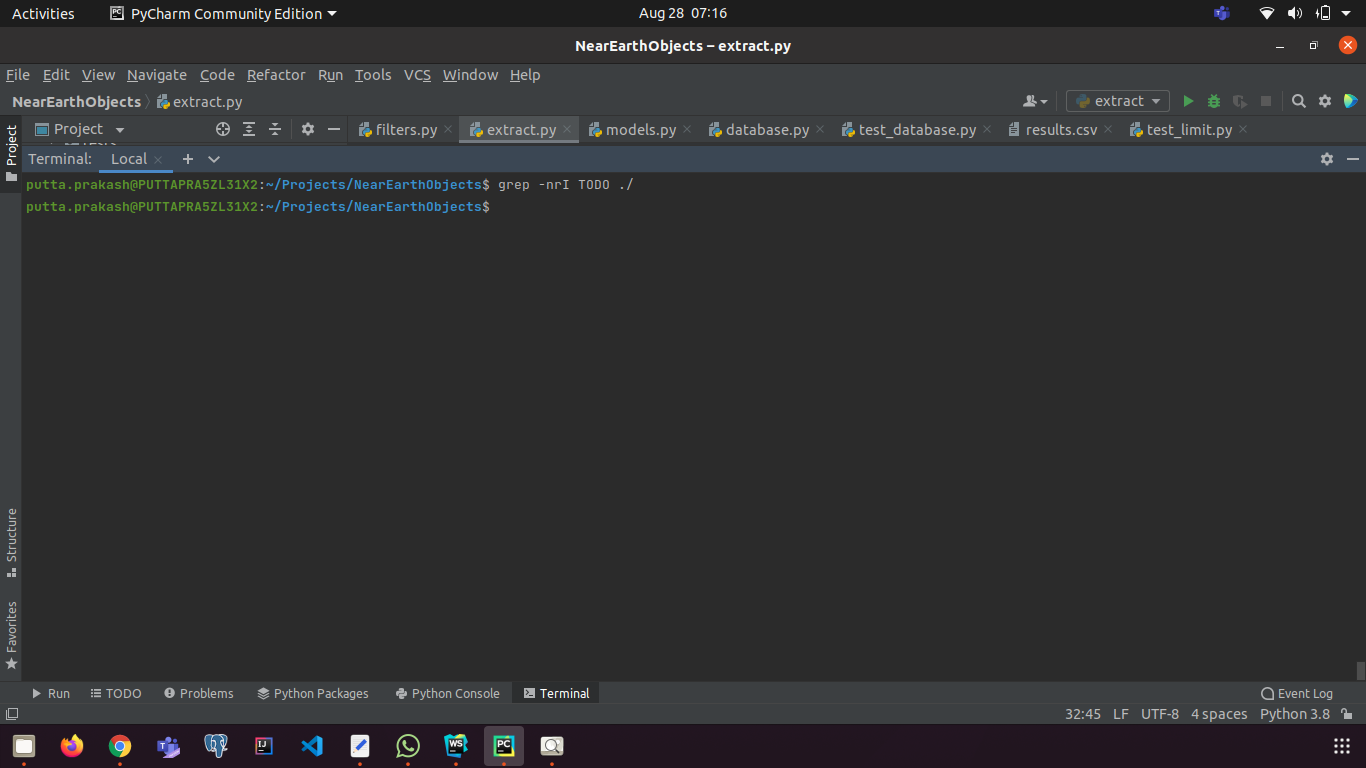 Activities PyCharm Community Edition Aug 28 07:16
NearEarthObjects – extract.py
File Edit View Navigate Code Refactor Run Tools VCS Window Help
NearEarthObjects extract.py extract
Project filters.py extract.py models.py database.py test_database.py results.csv test_limit.py
Project
Terminal: Local
putta.prakash@PUTTAPRA5ZL31X2:~/Projects/NearEarthObjects$ grep -nrI TODO ./
putta.prakash@PUTTAPRA5ZL31X2:~/Projects/NearEarthObjects$
Structure
Favorites
Run TODO Problems Python Packages Python Console Terminal Event Log
32:45 LF UTF-8 4 spaces Python 3.8